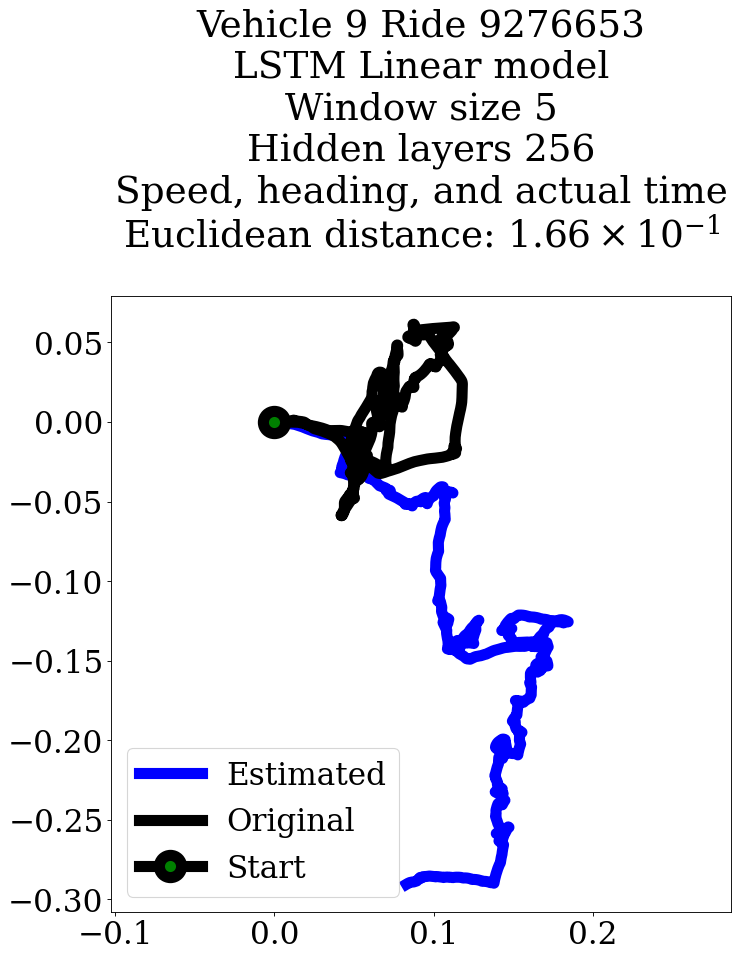 Vehicle 9 Ride 9276653
LSTM Linear model
Window size 5
Hidden layers 256
Speed, heading, and actual time
Euclidean distance: 1.66 × 10⁻¹
0.05
0.00
−0.05
−0.10
−0.15
−0.20
−0.25
−0.30
Estimated
Original
Start
−0.1
0.0
0.1
0.2